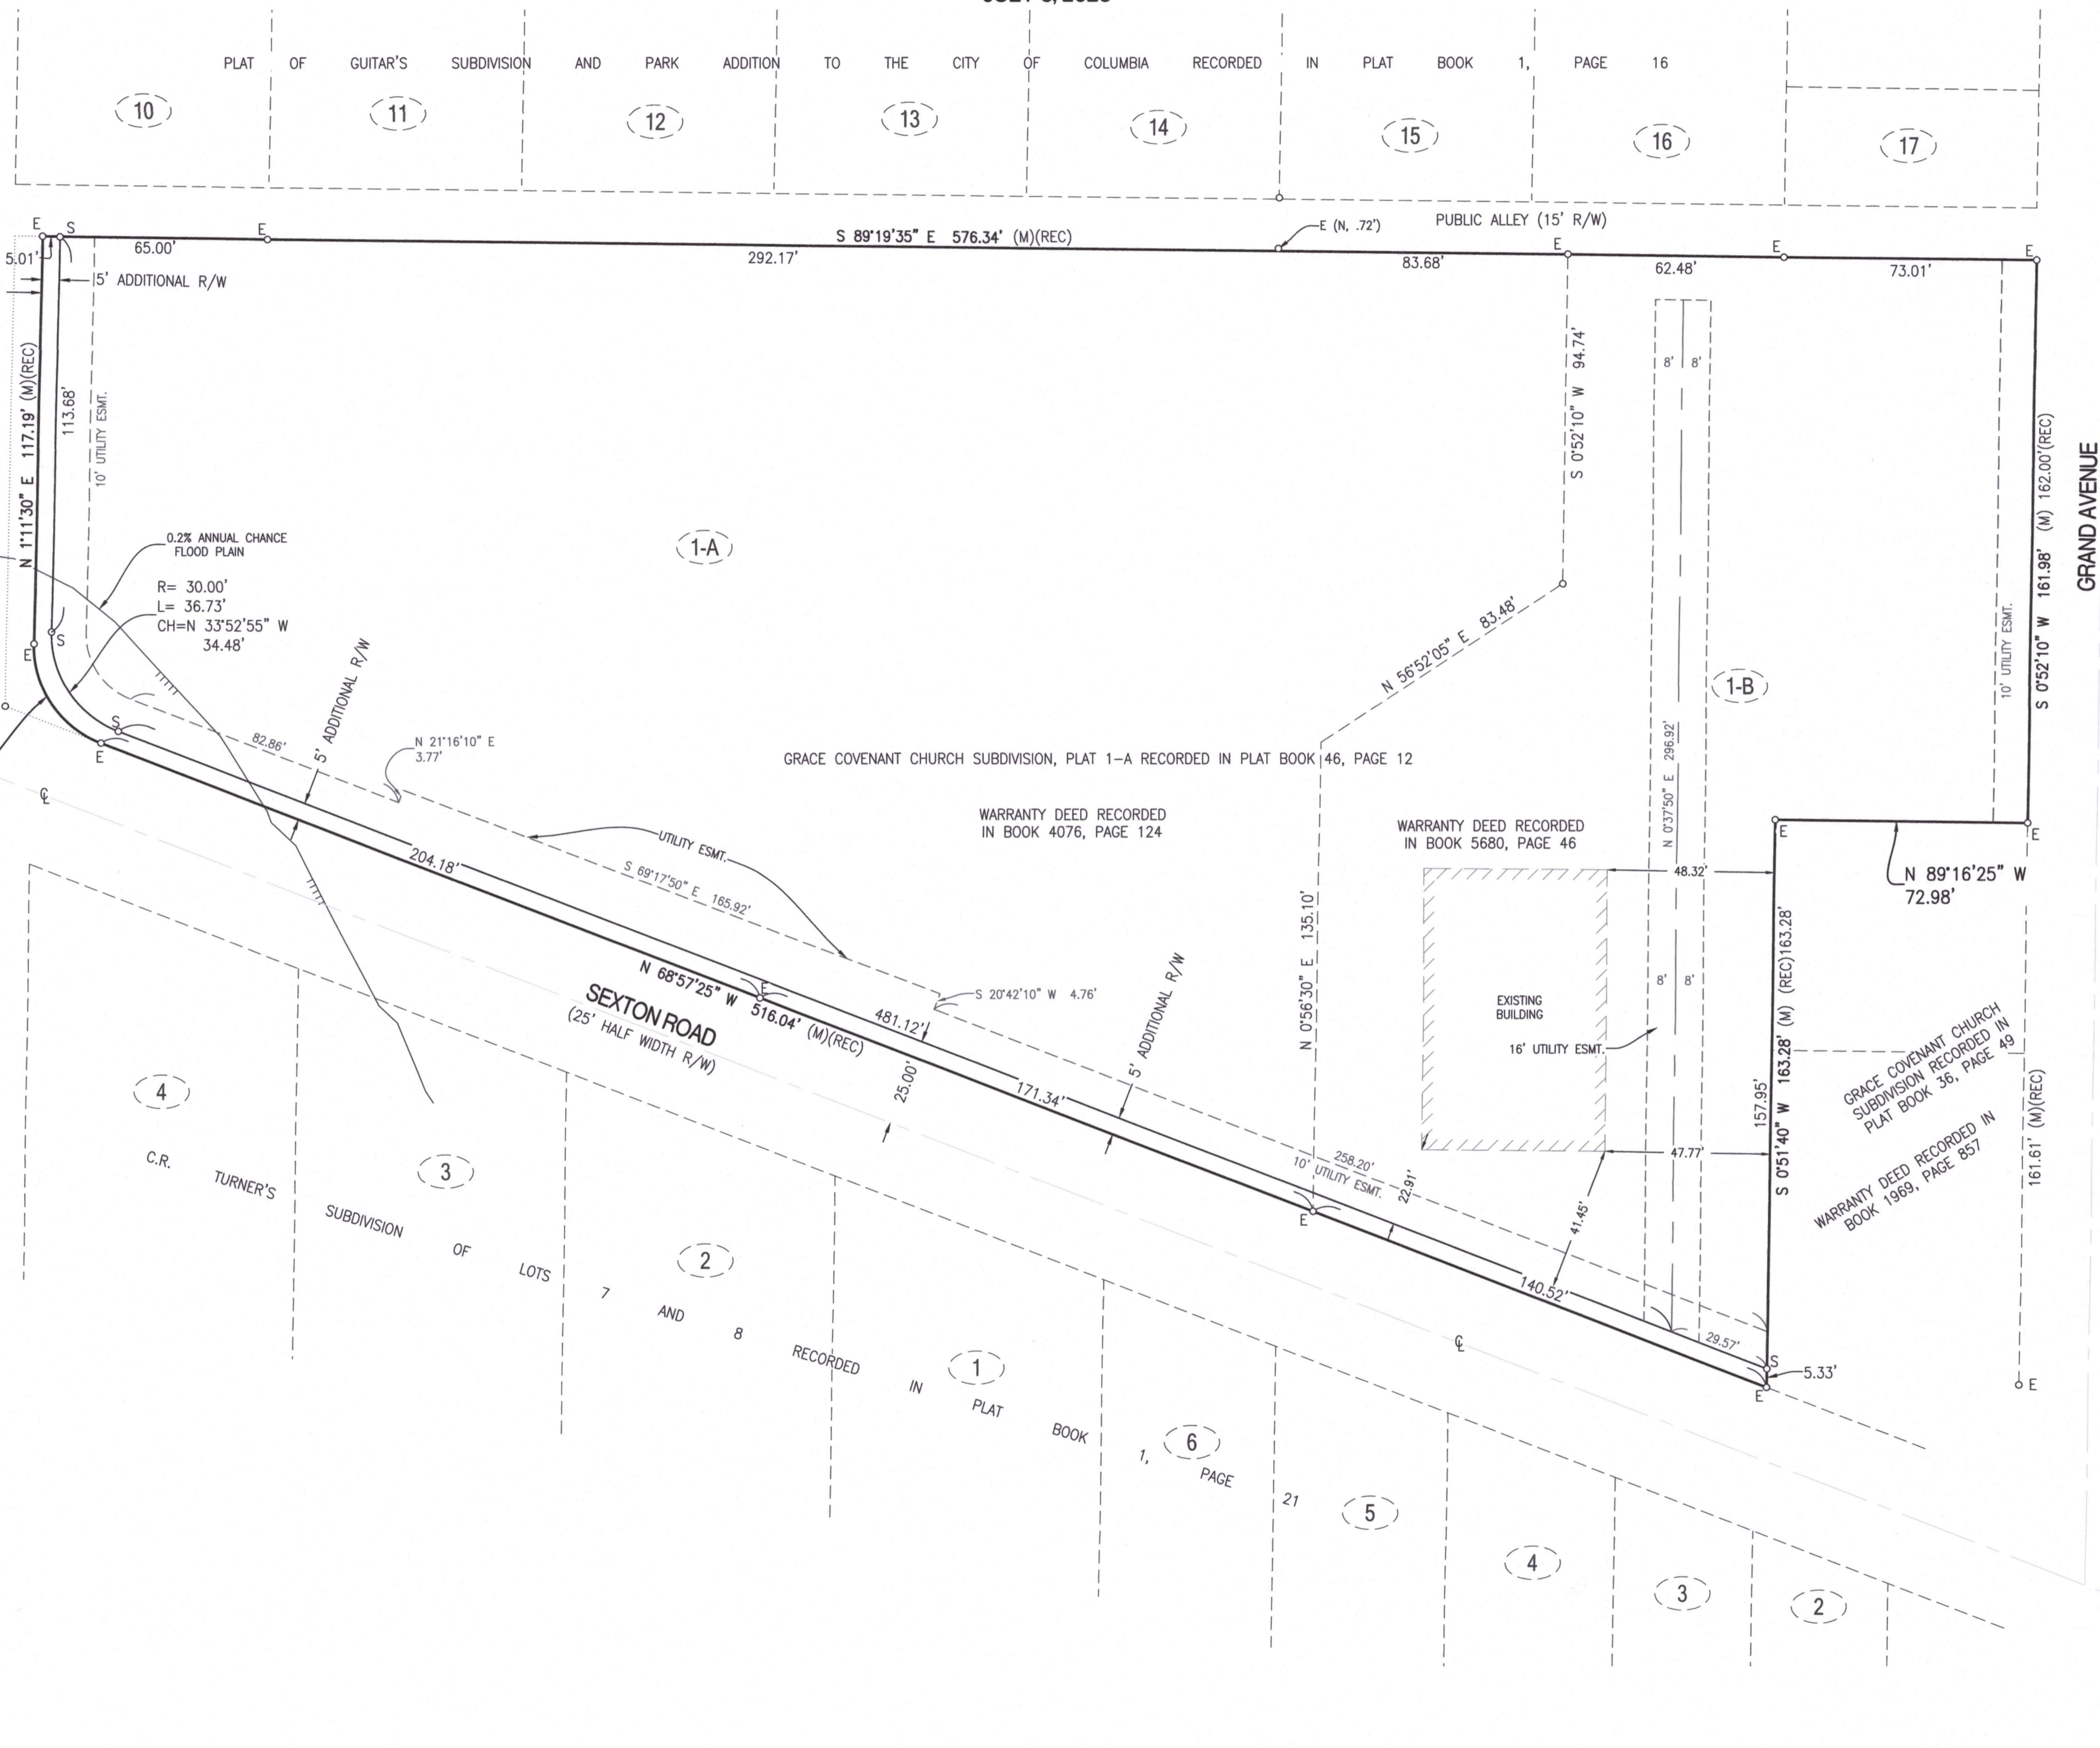 PLAT OF GUITAR'S SUBDIVISION AND PARK ADDITION TO THE CITY OF COLUMBIA RECORDED IN PLAT BOOK 1, PAGE 16
10 11 12 13 14 15 16 17
PUBLIC ALLEY (15' R/W)
E (N, .72')
E S E E E E
S 89°19'35" E 576.34' (M)(REC)
5.01' 65.00' 292.17' 83.68' 62.48' 73.01'
5' ADDITIONAL R/W
N 1°11'30" E 117.19' (M)(REC)
113.68'
10' UTILITY ESMT.
0.2% ANNUAL CHANCE
FLOOD PLAIN
R= 30.00'
L= 36.73'
CH=N 33°52'55" W
34.48'
E S
S
E
1-A
S 0°52'10" W 94.74'
N 56°52'05" E 83.48'
8' 8'
N 0°37'50" E 296.92'
1-B
10' UTILITY ESMT.
S 0°52'10" W 161.98' (M) 162.00'(REC)
GRAND AVENUE
82.86'
5' ADDITIONAL R/W
N 21°16'10" E
3.77'
GRACE COVENANT CHURCH SUBDIVISION, PLAT 1-A RECORDED IN PLAT BOOK 46, PAGE 12
WARRANTY DEED RECORDED
IN BOOK 4076, PAGE 124
WARRANTY DEED RECORDED
IN BOOK 5680, PAGE 46
UTILITY ESMT.
S 69°17'50" E 165.92'
204.18'
N 68°57'25" W 516.04' (M)(REC)
E
SEXTON ROAD
(25' HALF WIDTH R/W)
481.12'
25.00'
S 20°42'10" W 4.76'
5' ADDITIONAL R/W
171.34'
N 0°56'30" E 135.10'
EXISTING
BUILDING
48.32'
E E
N 89°16'25" W
72.98'
8' 8'
16' UTILITY ESMT.
157.95'
S 0°51'40" W 163.28' (M) (REC)163.28'
47.77'
41.45'
258.20'
10' UTILITY ESMT.
22.91'
E
140.52'
29.57'
S
5.33'
E
GRACE COVENANT CHURCH
SUBDIVISION RECORDED IN
PLAT BOOK 36, PAGE 49
WARRANTY DEED RECORDED IN
BOOK 1969, PAGE 857
161.61' (M)(REC)
E
4 3 2 1 6 5 4 3 2
C.R. TURNER'S SUBDIVISION OF LOTS 7 AND 8 RECORDED IN PLAT BOOK 1, PAGE 21